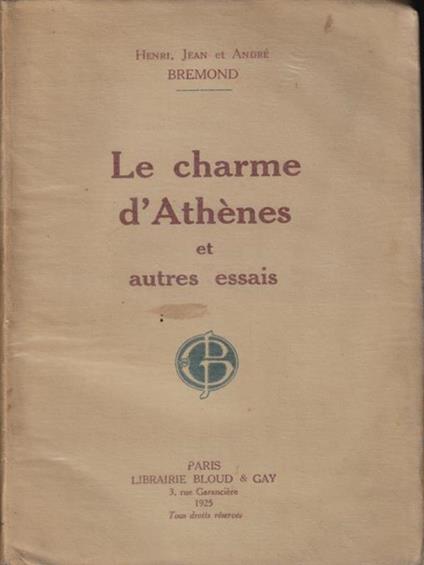 Henri, Jean et André
BREMOND
Le charme
d'Athènes
et
autres essais
PARIS
LIBRAIRIE BLOUD & GAY
3, rue Garancière
1925
Tous droits réservés